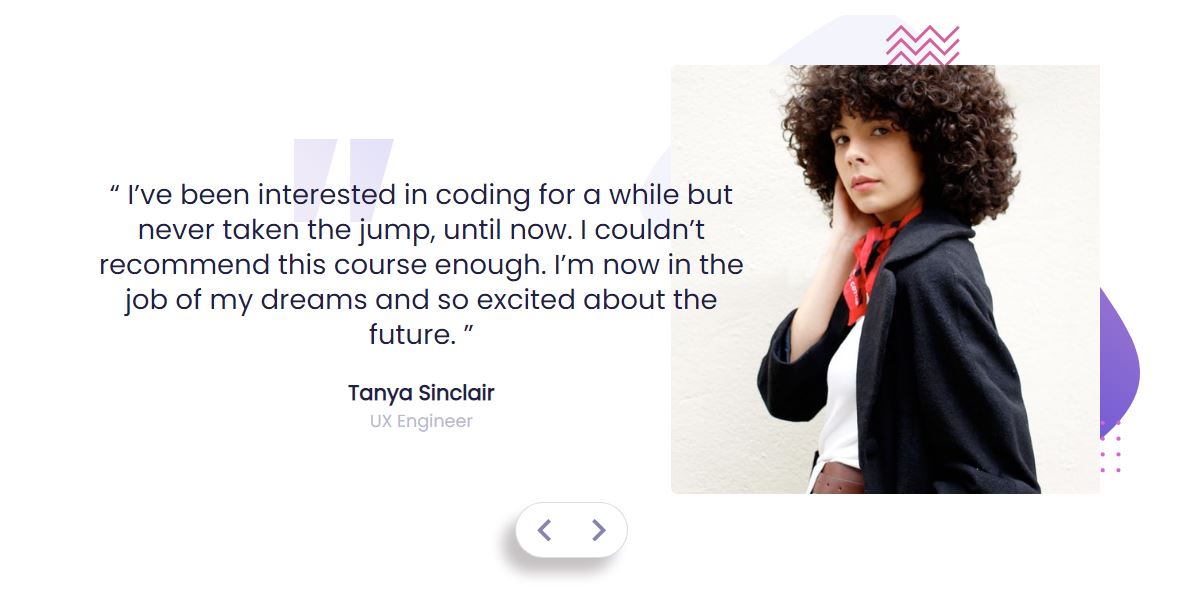 “ I’ve been interested in coding for a while but
never taken the jump, until now. I couldn’t
recommend this course enough. I’m now in the
job of my dreams and so excited about the
future. ”
Tanya Sinclair
UX Engineer